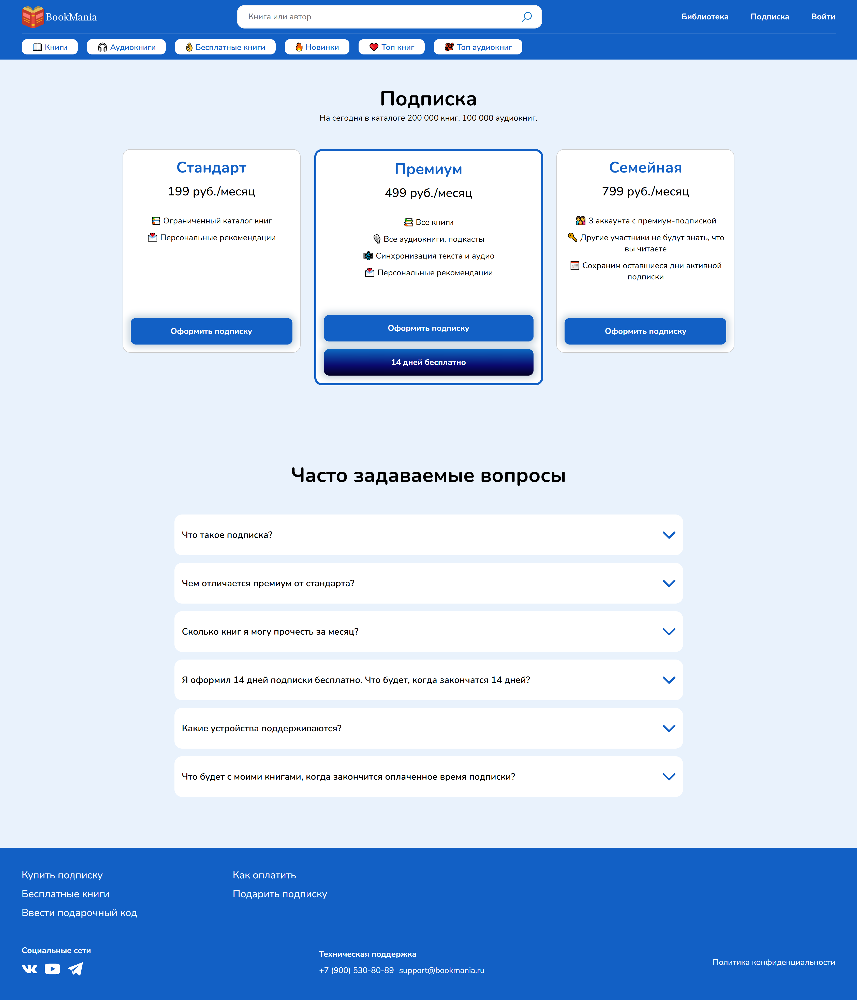 BookMania
Книга или автор
Библиотека
Подписка
Войти
Книги
Аудиокниги
Бесплатные книги
Новинки
Топ книг
Топ аудиокниг
Подписка
На сегодня в каталоге 200 000 книг, 100 000 аудиокниг.
Стандарт
199 руб./месяц
Ограниченный каталог книг
Персональные рекомендации
Оформить подписку
Премиум
499 руб./месяц
Все книги
Все аудиокниги, подкасты
Синхронизация текста и аудио
Персональные рекомендации
Оформить подписку
14 дней бесплатно
Семейная
799 руб./месяц
3 аккаунта с премиум-подпиской
Другие участники не будут знать, что
вы читаете
Сохраним оставшиеся дни активной
подписки
Оформить подписку
Часто задаваемые вопросы
Что такое подписка?
Чем отличается премиум от стандарта?
Сколько книг я могу прочесть за месяц?
Я оформил 14 дней подписки бесплатно. Что будет, когда закончатся 14 дней?
Какие устройства поддерживаются?
Что будет с моими книгами, когда закончится оплаченное время подписки?
Купить подписку
Бесплатные книги
Ввести подарочный код
Как оплатить
Подарить подписку
Социальные сети
Техническая поддержка
+7 (900) 530-80-89 support@bookmania.ru
Политика конфиденциальности